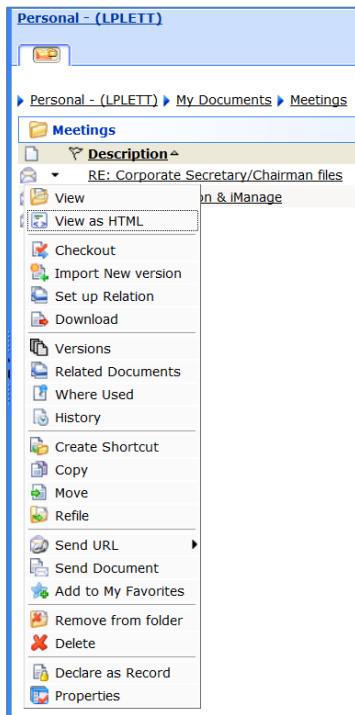 Personal - (LPLETT)
Personal - (LPLETT) My Documents Meetings
Meetings
Description
RE: Corporate Secretary/Chairman files
n & iManage
View
View as HTML
Checkout
Import New version
Set up Relation
Download
Versions
Related Documents
Where Used
History
Create Shortcut
Copy
Move
Refile
Send URL
Send Document
Add to My Favorites
Remove from folder
Delete
Declare as Record
Properties